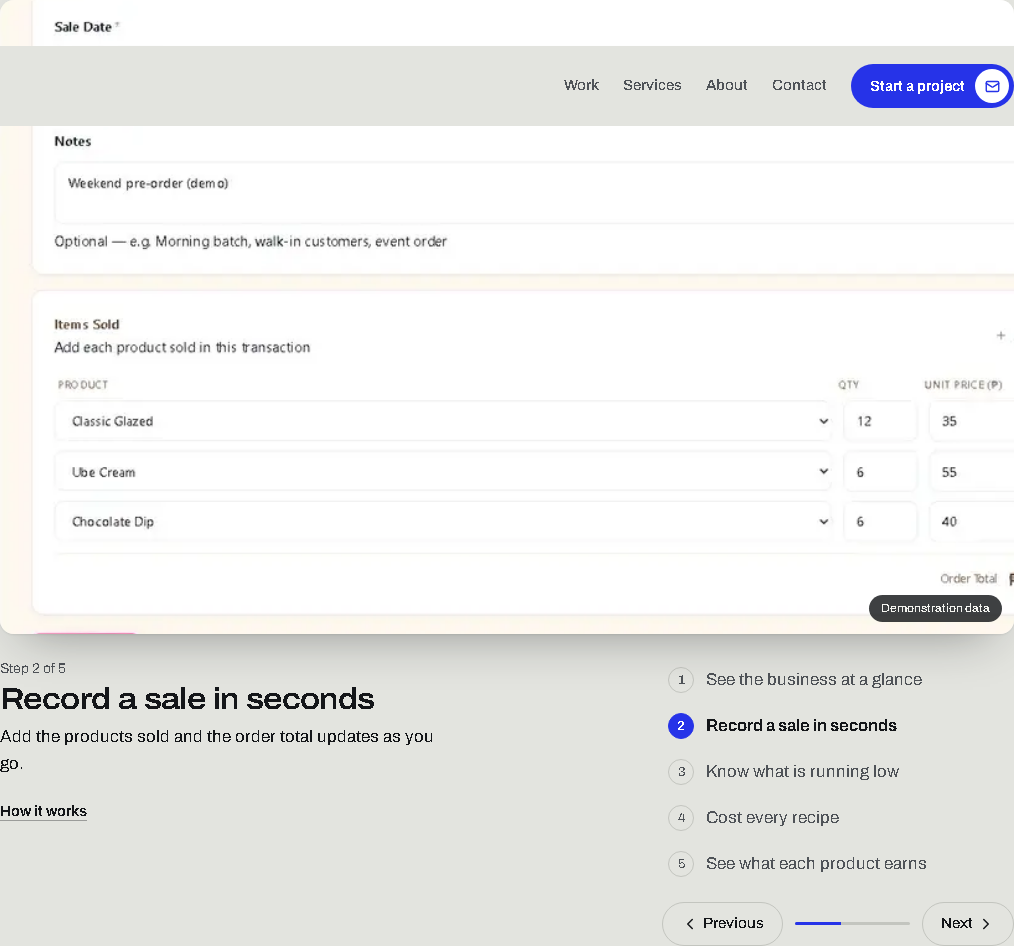 Sale Date *
Work Services About Contact Start a project
Notes
Weekend pre-order (demo)
Optional — e.g. Morning batch, walk-in customers, event order
Items Sold
Add each product sold in this transaction
+
PRODUCT QTY UNIT PRICE (₱)
Classic Glazed 12 35
Ube Cream 6 55
Chocolate Dip 6 40
Order Total
Demonstration data
Step 2 of 5
Record a sale in seconds
Add the products sold and the order total updates as you
go.
How it works
1 See the business at a glance
2 Record a sale in seconds
3 Know what is running low
4 Cost every recipe
5 See what each product earns
Previous Next